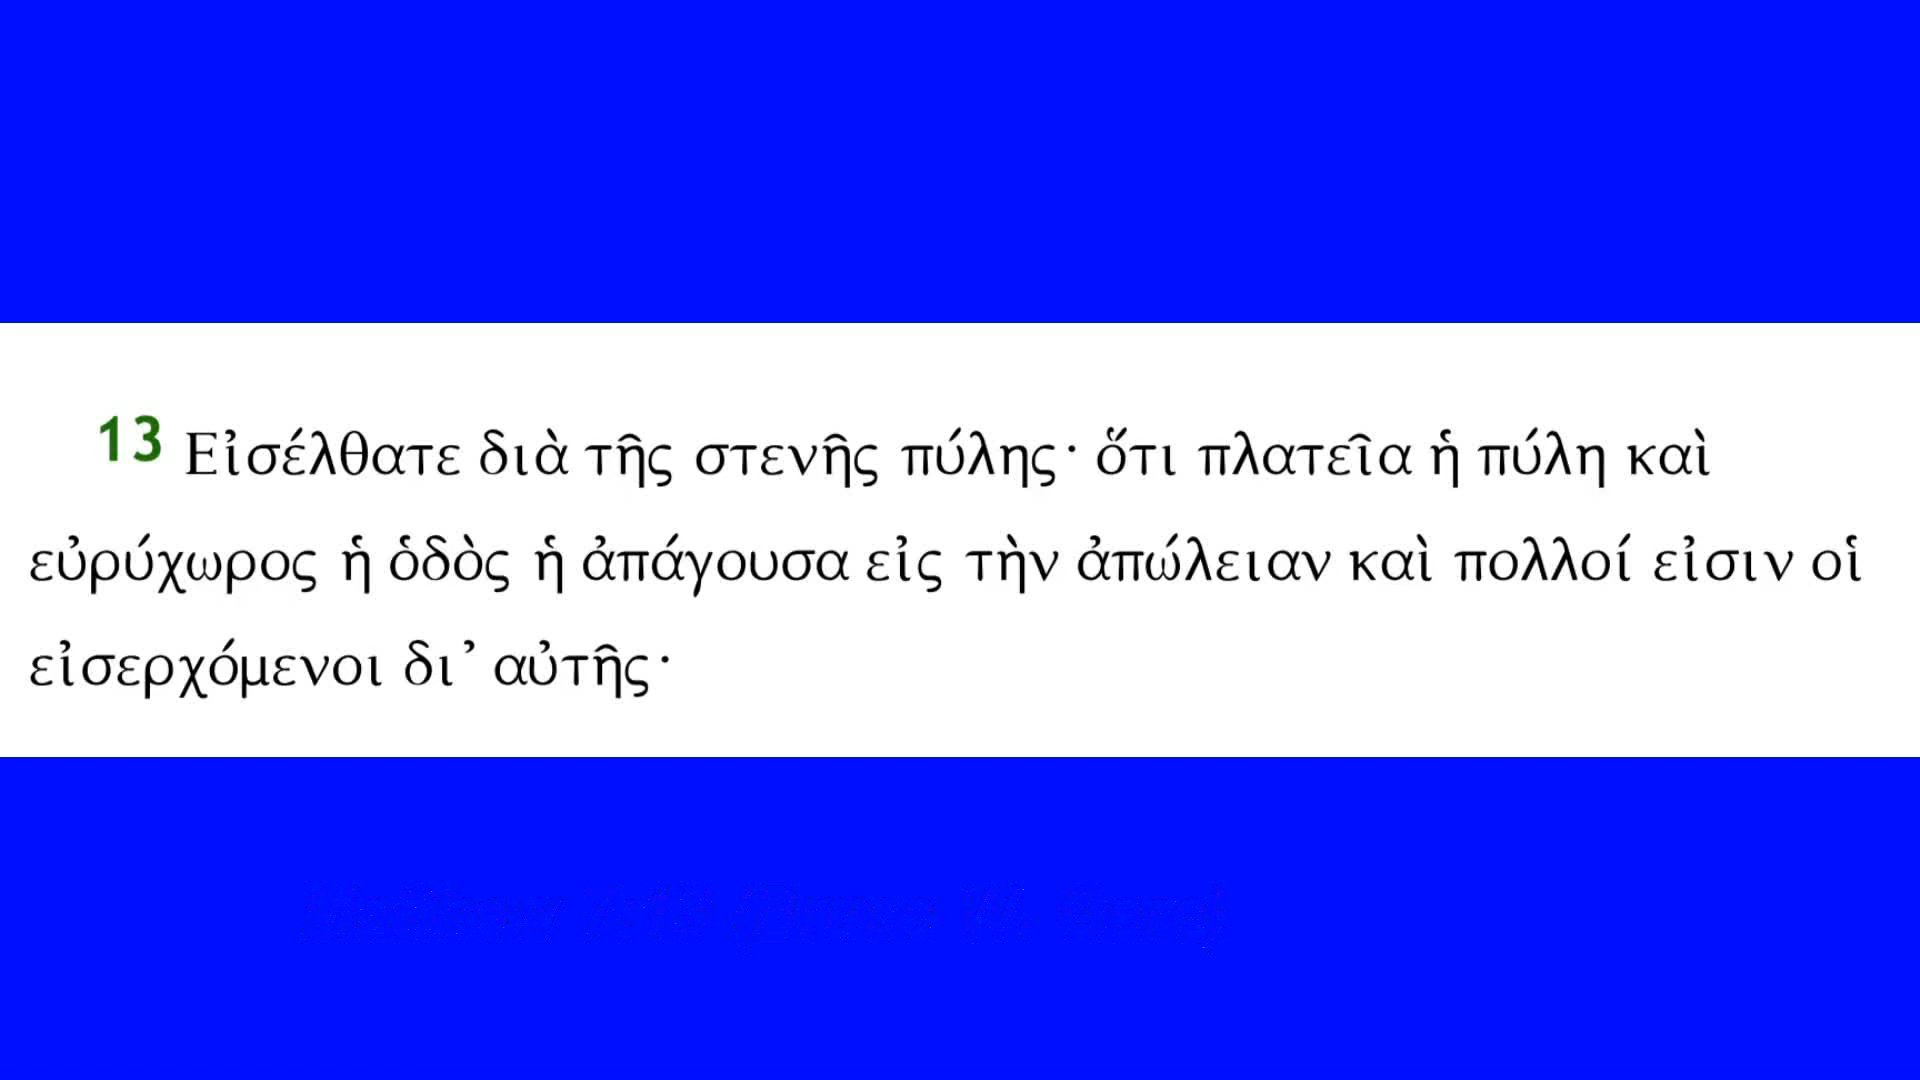 13 Εἰσέλθατε διὰ τῆς στενῆς πύλης· ὅτι πλατεῖα ἡ πύλη καὶ
εὐρύχωρος ἡ ὁδὸς ἡ ἀπάγουσα εἰς τὴν ἀπώλειαν καὶ πολλοί εἰσιν οἱ
εἰσερχόμενοι δι’ αὐτῆς·